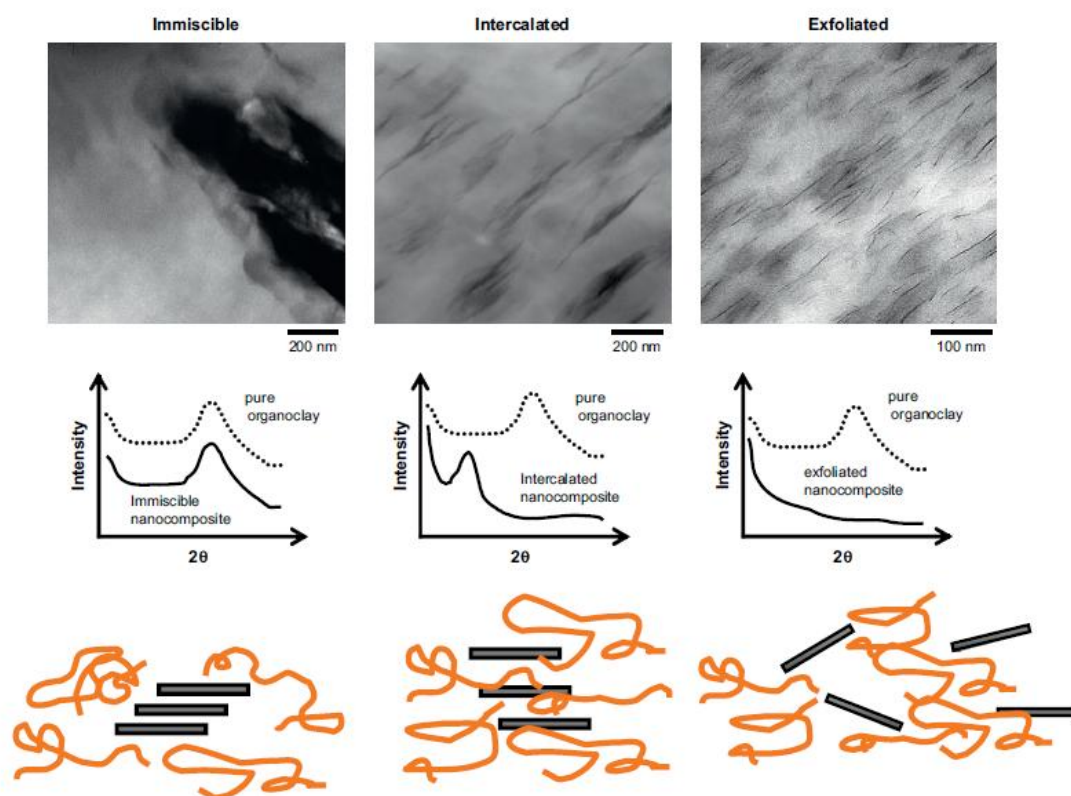 Immiscible
Intercalated
Exfoliated
200 nm
200 nm
100 nm
Intensity
pure
organoclay
Immiscible
nanocomposite
2θ
Intensity
pure
organoclay
Intercalated
nanocomposite
2θ
Intensity
pure
organoclay
exfoliated
nanocomposite
2θ